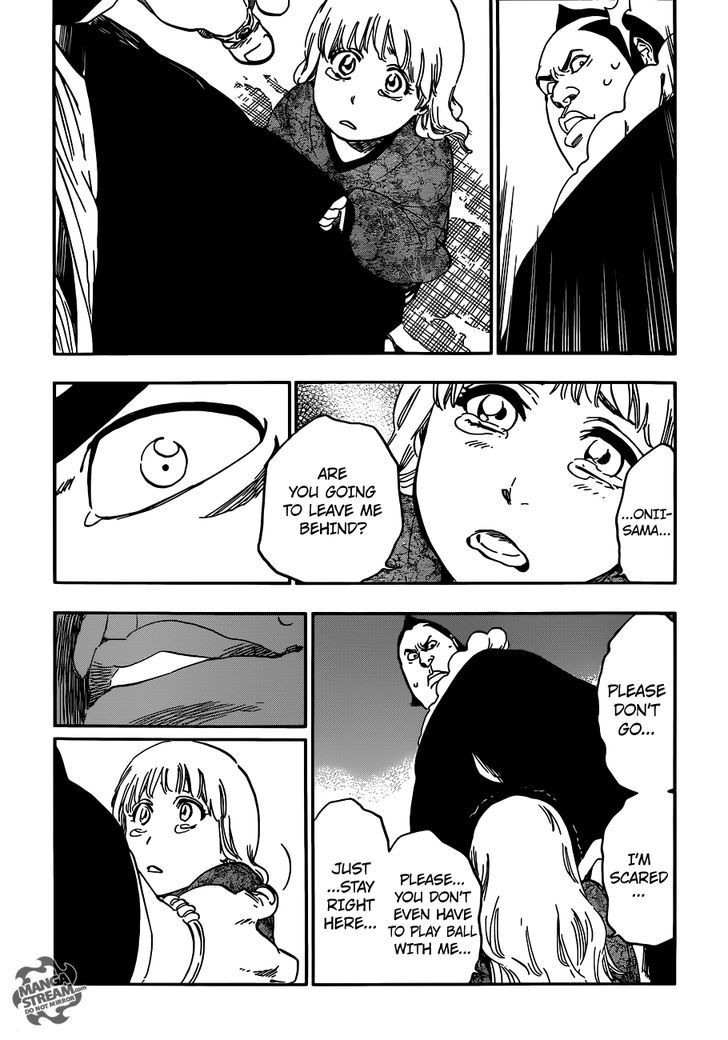 ...ONII-
SAMA...
ARE
YOU GOING
TO LEAVE ME
BEHIND?
PLEASE
DON'T
GO...
I'M
SCARED
...
PLEASE...
YOU DON'T
EVEN HAVE
TO PLAY BALL
WITH ME...
JUST
...STAY
RIGHT
HERE...
MANGA
STREAM.com
DO NOT MIRROR